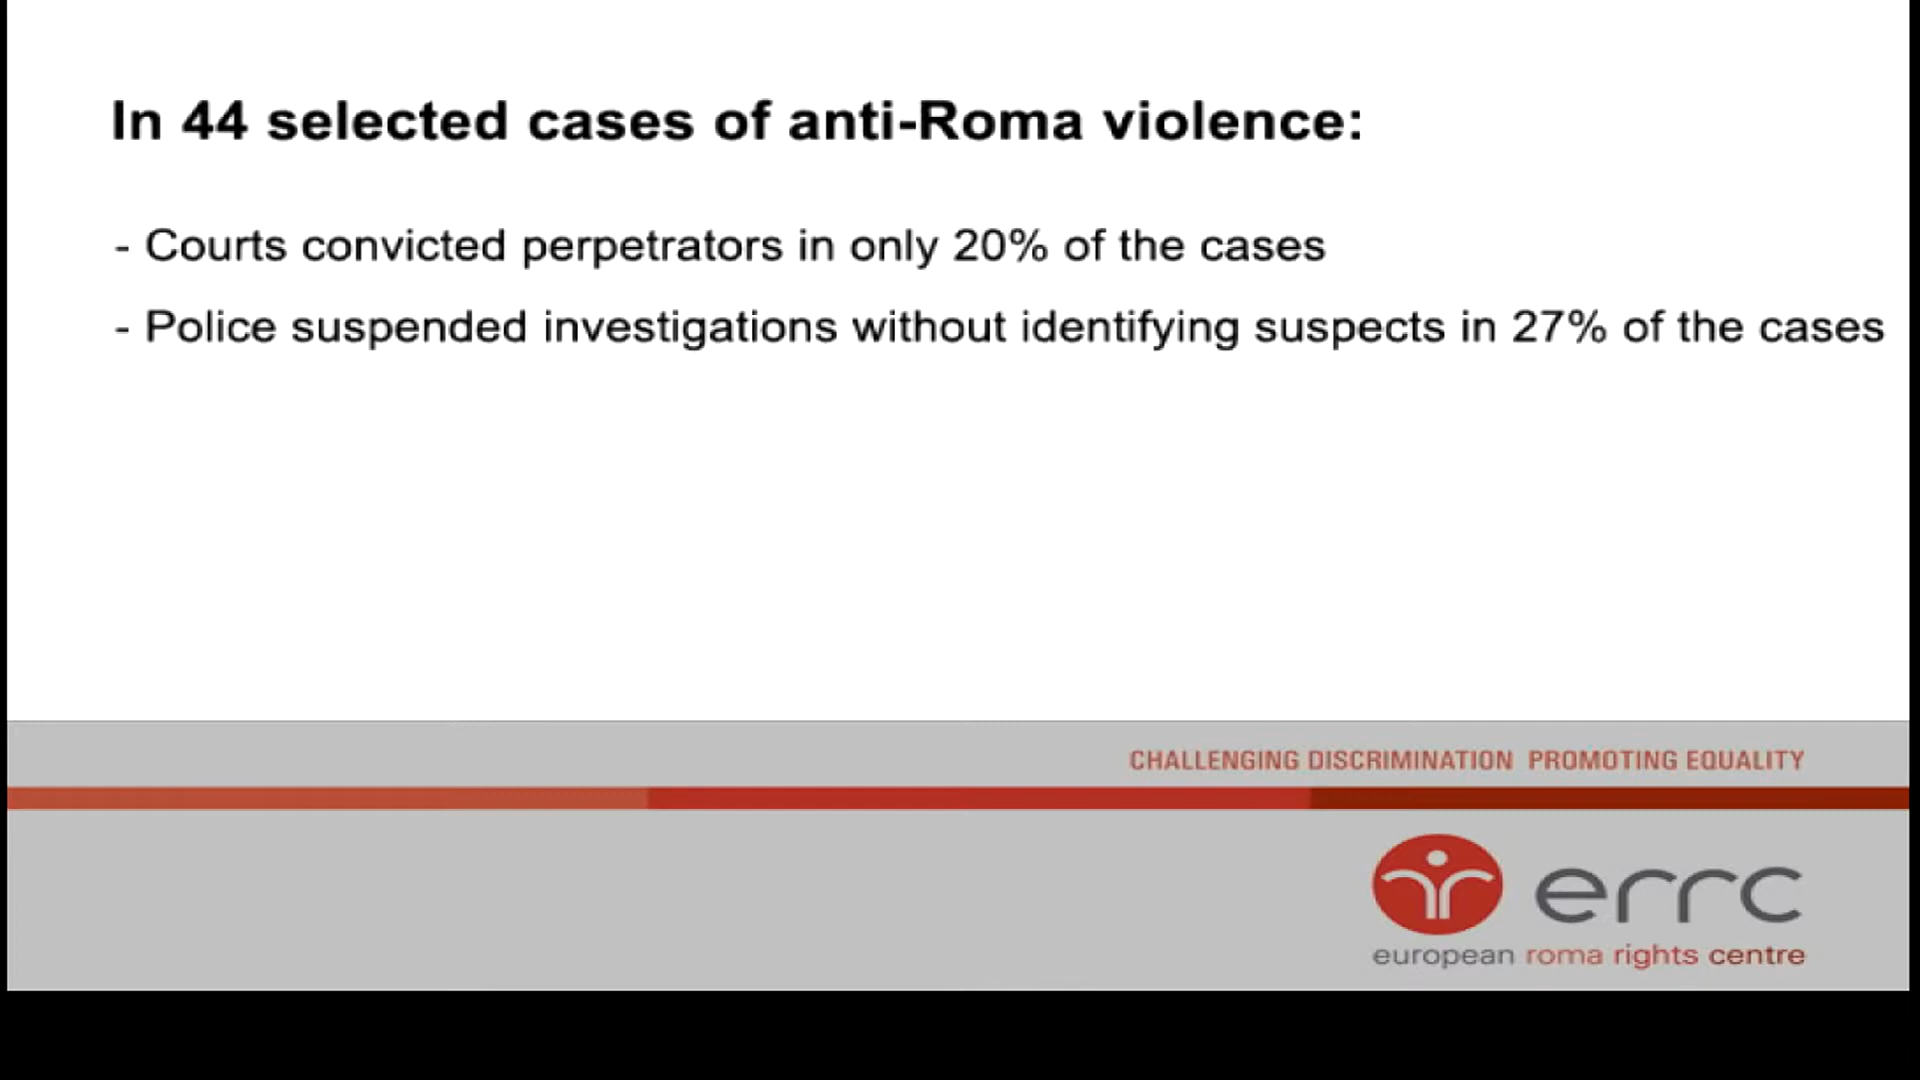 In 44 selected cases of anti-Roma violence:
- Courts convicted perpetrators in only 20% of the cases
- Police suspended investigations without identifying suspects in 27% of the cases
CHALLENGING DISCRIMINATION PROMOTING EQUALITY
errc
european roma rights centre